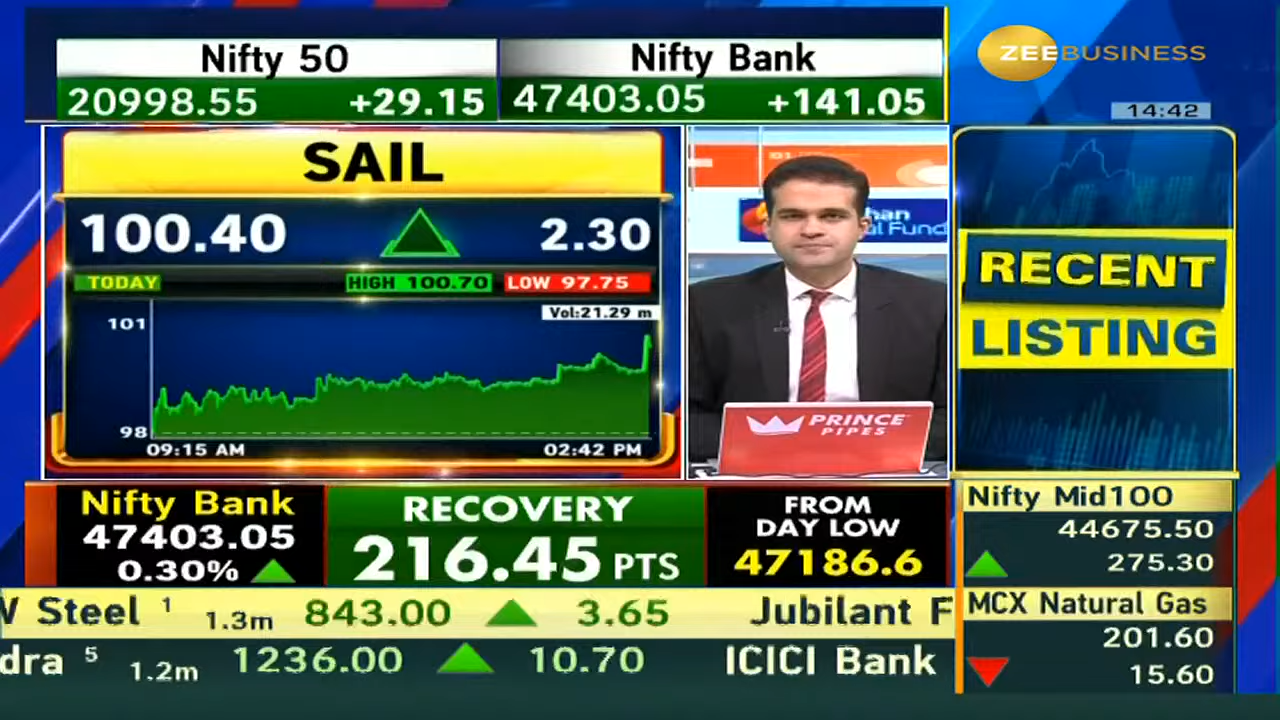 Nifty 50
20998.55 +29.15
Nifty Bank
47403.05 +141.05
ZEEBUSINESS
14:42
SAIL
100.40 2.30
TODAY HIGH 100.70 LOW 97.75
Vol:21.29 m
101
98
09:15 AM 02:42 PM
han
al Fund
PRINCE
PIPES
RECENT
LISTING
Nifty Bank
47403.05
0.30%
RECOVERY
216.45 PTS
FROM
DAY LOW
47186.6
Nifty Mid100
44675.50
275.30
MCX Natural Gas
201.60
15.60
W Steel 1 1.3m 843.00 3.65 Jubilant F
dra 5 1.2m 1236.00 10.70 ICICI Bank